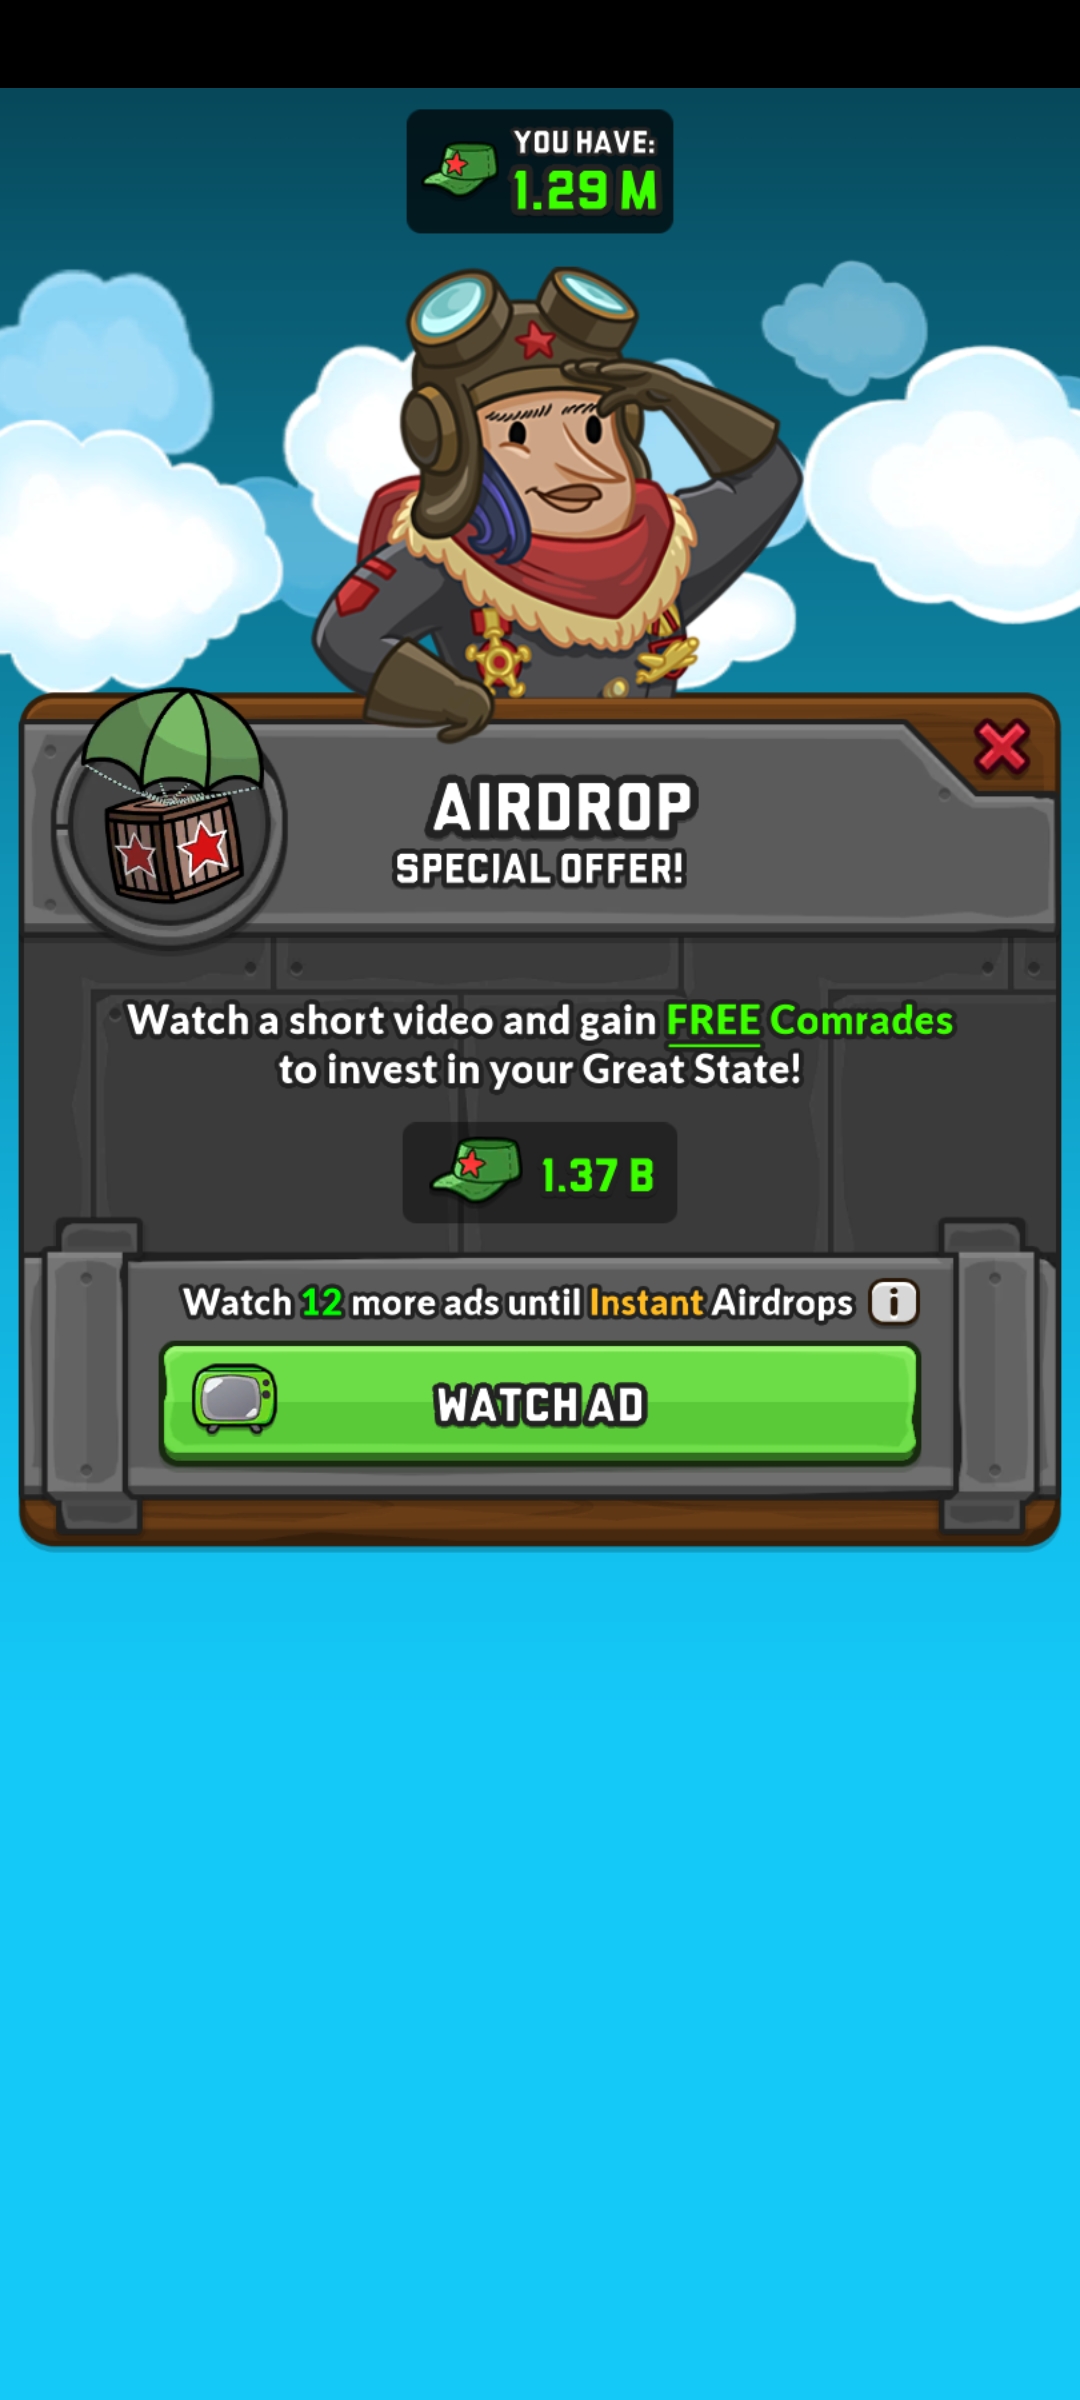 YOU HAVE:
1.29 M
AIRDROP
SPECIAL OFFER!
Watch a short video and gain FREE Comrades
to invest in your Great State!
1.37 B
Watch 12 more ads until Instant Airdrops i
WATCH AD